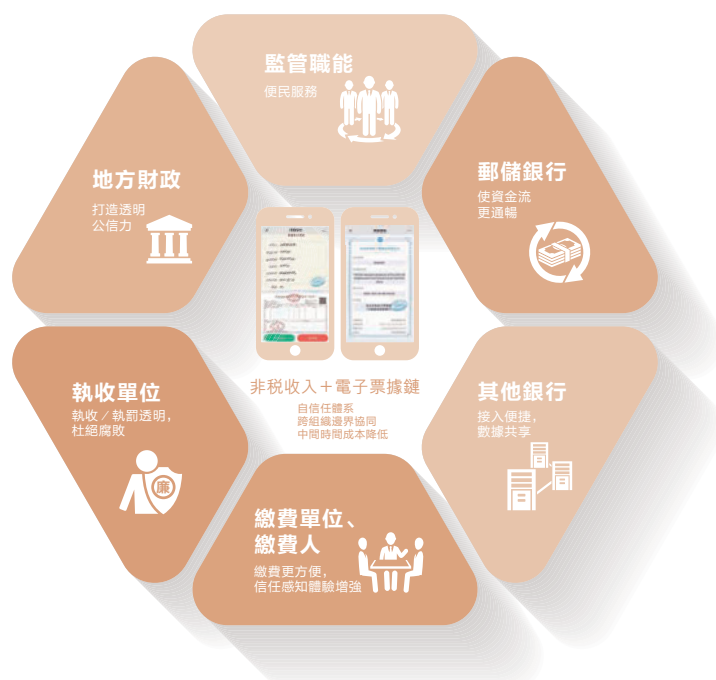 監管職能
便民服務
地方財政
打造透明
公信力
郵儲銀行
使資金流
更通暢
非税收入＋電子票據鏈
自信任體系
跨組織邊界協同
中間時間成本降低
執收單位
執收／執罰透明，
杜絕腐敗
廉
其他銀行
接入便捷，
數據共享
繳費單位、
繳費人
繳費更方便，
信任感知體驗增強